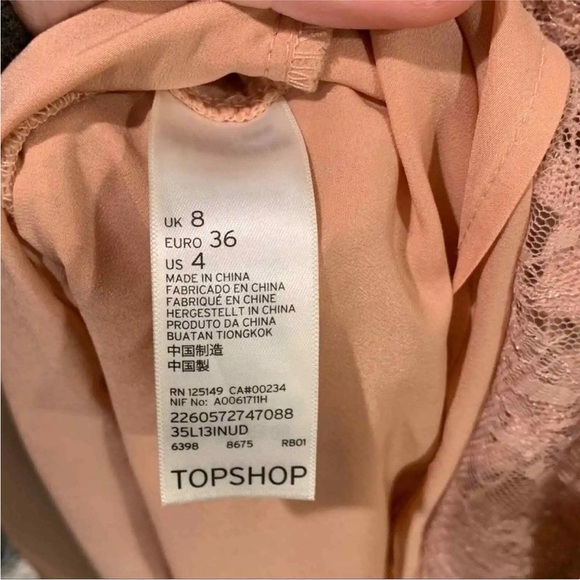 UK 8
EURO 36
US 4
MADE IN CHINA
FABRICADO EN CHINA
FABRIQUÉ EN CHINE
HERGESTELLT IN CHINA
PRODUTO DA CHINA
BUATAN TIONGKOK
中国制造
中国製
RN 125149 CA#00234
NIF No: A0061711H
2260572747088
35L13INUD
6398 8675 RB01
TOPSHOP